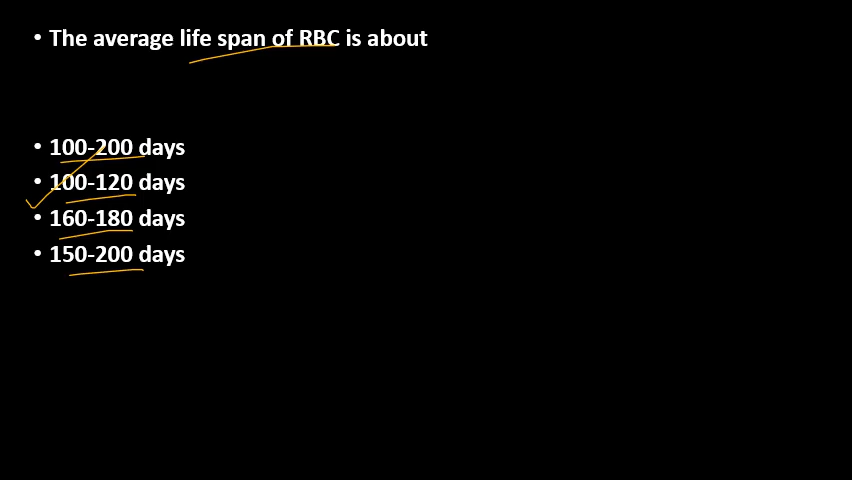 • The average life span of RBC is about
• 100-200 days
• 100-120 days
• 160-180 days
• 150-200 days